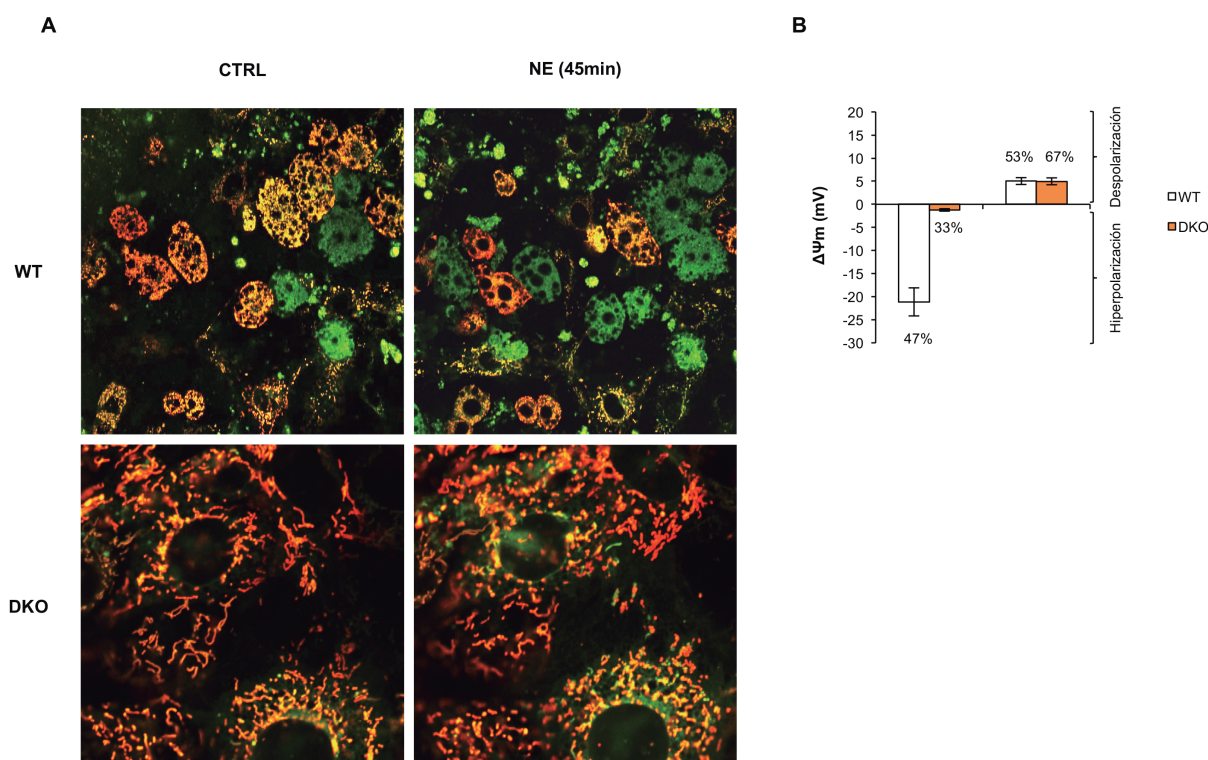 A
B
CTRL
NE (45min)
WT
DKO
ΔΨm (mV)
20
15
10
5
0
-5
-10
-15
-20
-25
-30
53%
67%
33%
47%
Despolarización
Hiperpolarización
WT
DKO